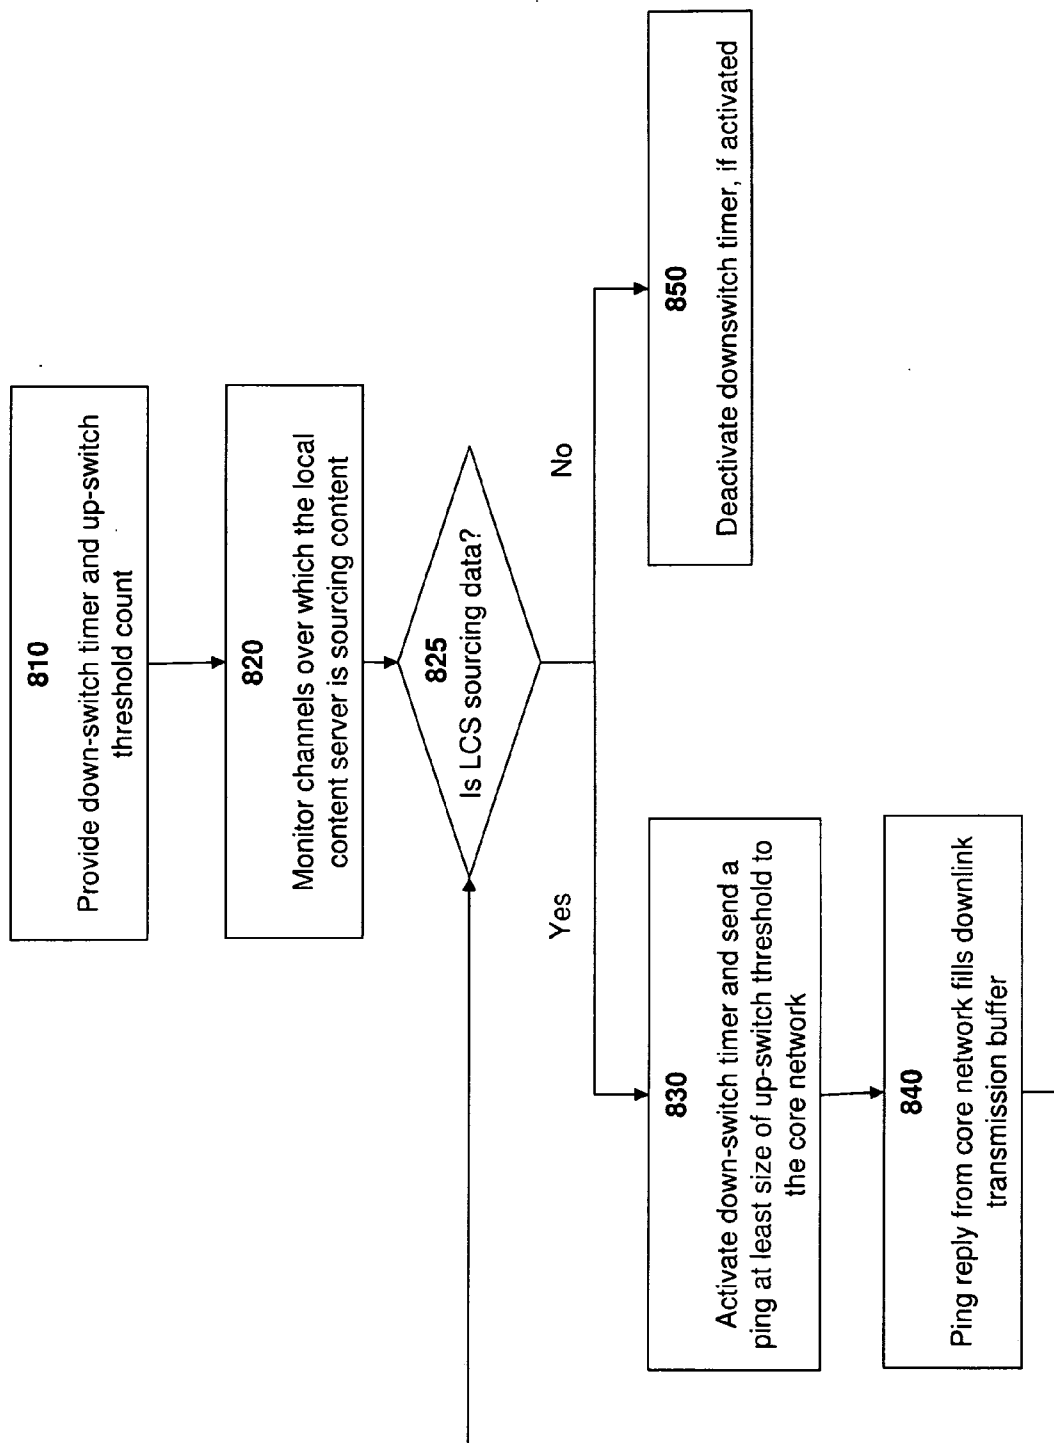 810
Provide down-switch timer and up-switch
threshold count
820
Monitor channels over which the local
content server is sourcing content
825
Is LCS sourcing data?
Yes
No
830
Activate down-switch timer and send a
ping at least size of up-switch threshold to
the core network
840
Ping reply from core network fills downlink
transmission buffer
850
Deactivate downswitch timer, if activated